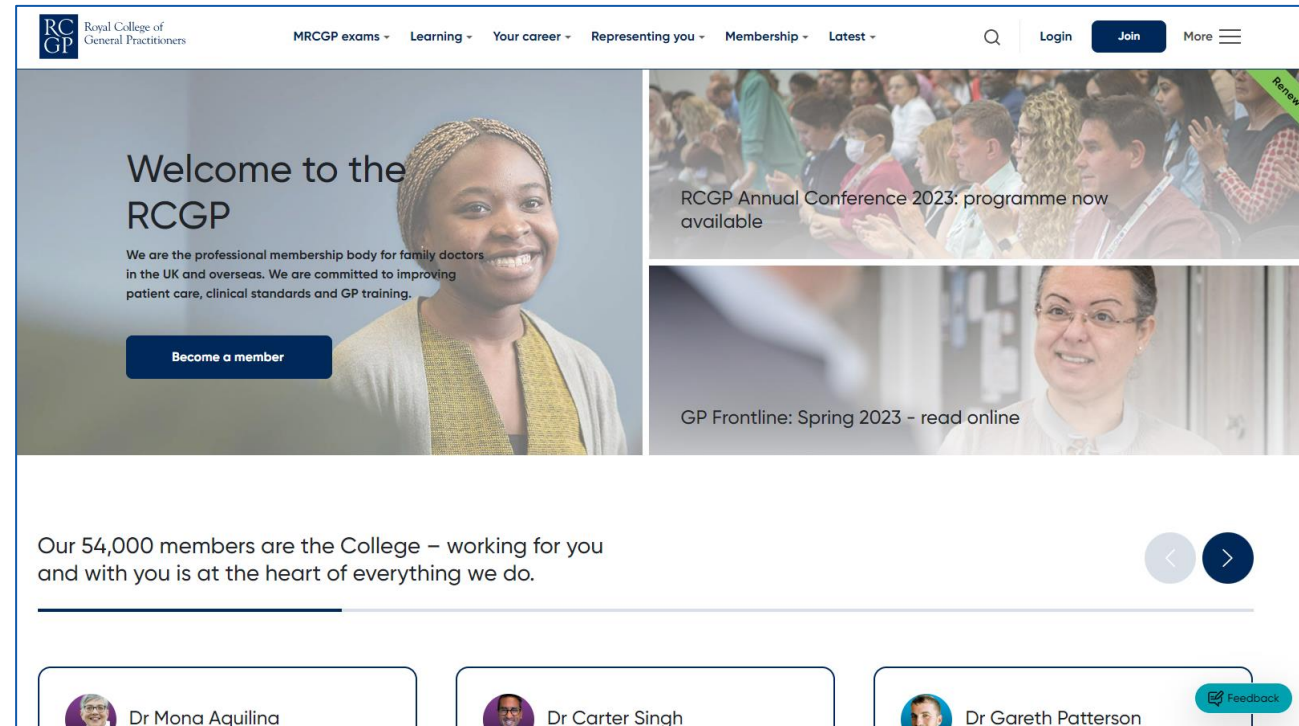 RC
GP
Royal College of
General Practitioners
MRCGP exams
Learning
Your career
Representing you
Membership
Latest
Login
Join
More
Welcome to the
RCGP
We are the professional membership body for family doctors
in the UK and overseas. We are committed to improving
patient care, clinical standards and GP training.
Become a member
Renew
RCGP Annual Conference 2023: programme now
available
GP Frontline: Spring 2023 - read online
Our 54,000 members are the College – working for you
and with you is at the heart of everything we do.
Dr Mona Aquilina
Dr Carter Singh
Dr Gareth Patterson
Feedback